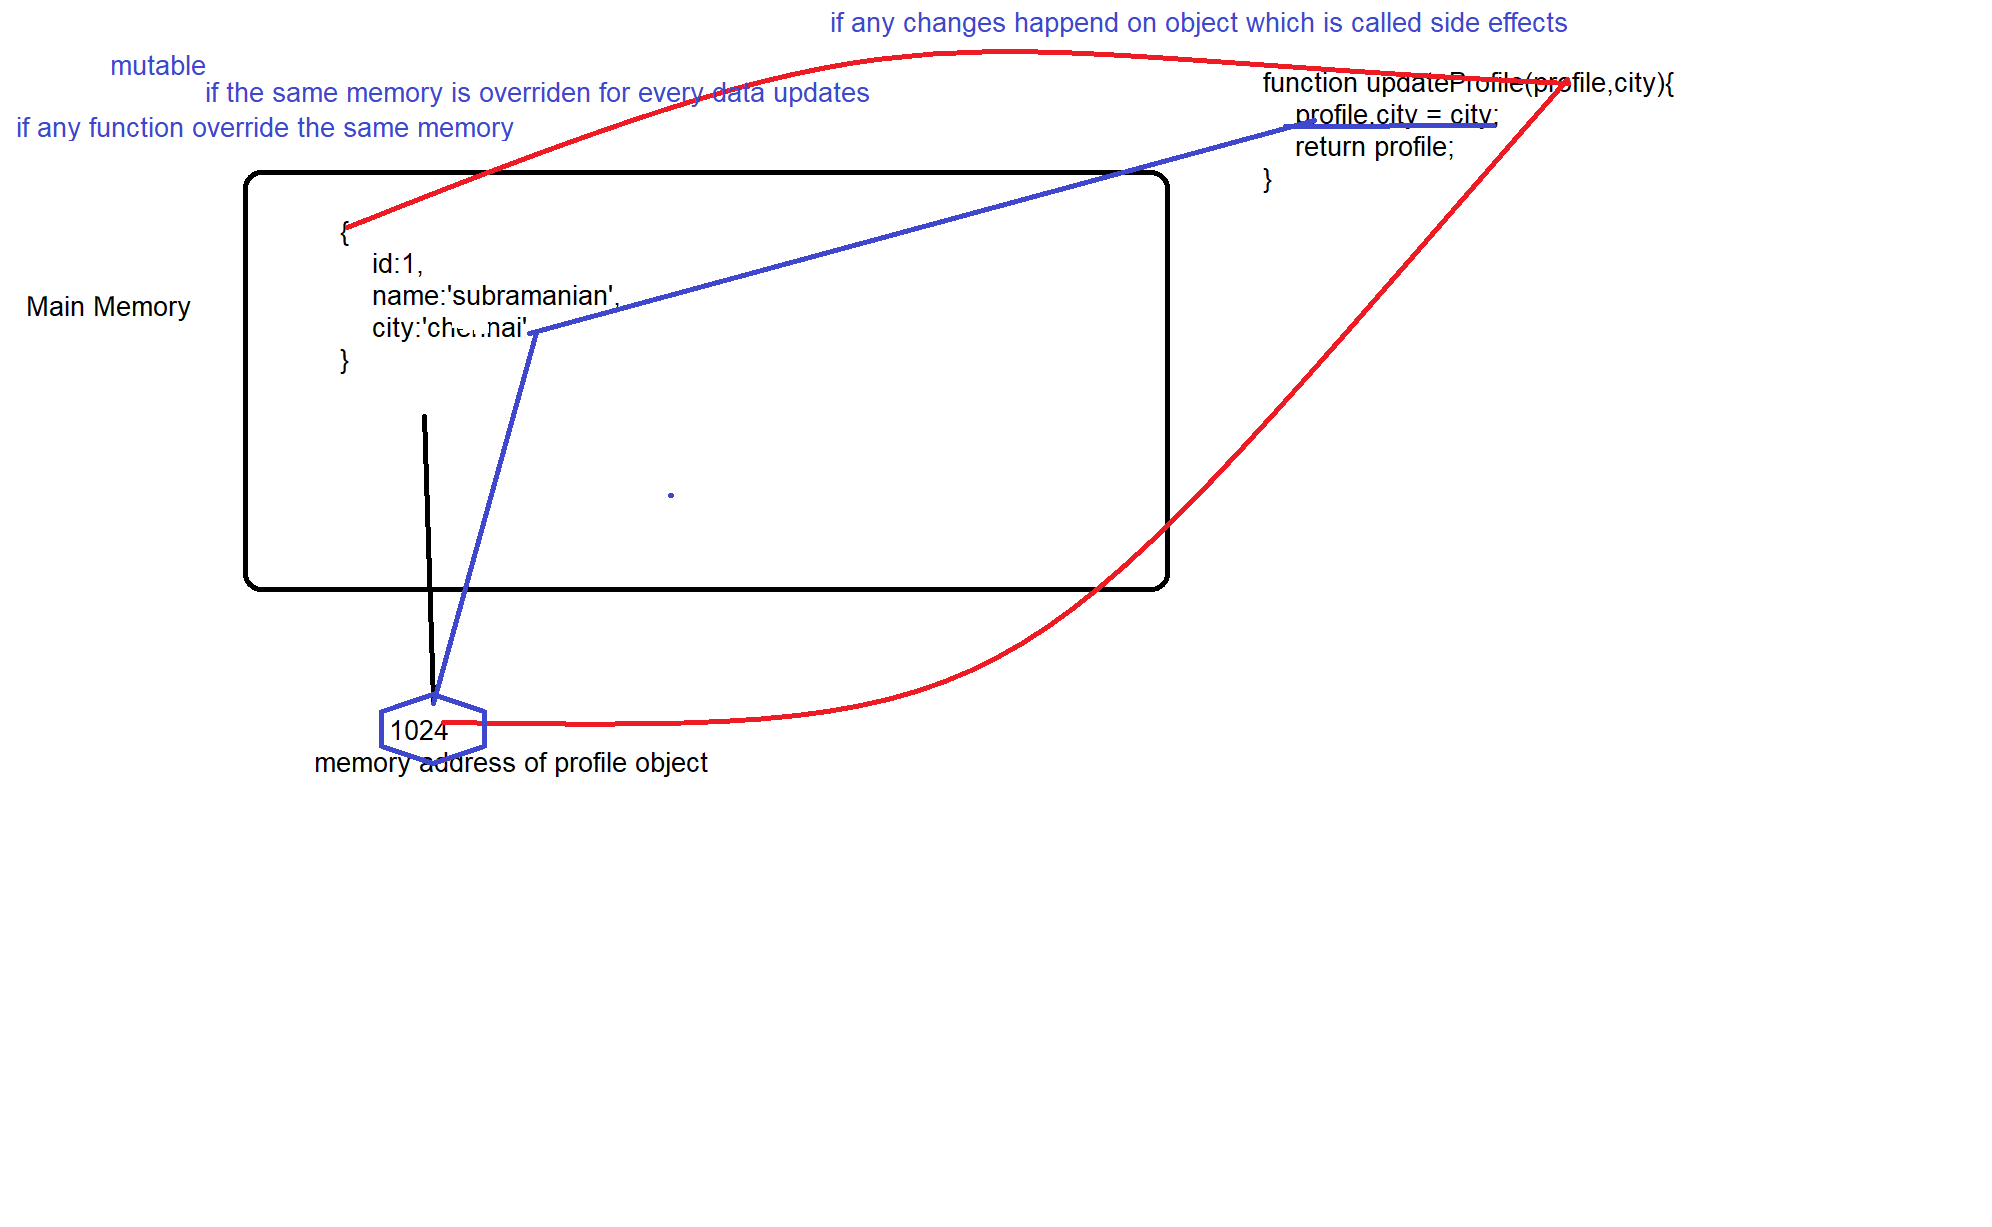 if any changes happend on object which is called side effects
mutable
if the same memory is overriden for every data updates
if any function override the same memory
function updateProfile(profile,city){
profile.city = city;
return profile;
}
Main Memory
{
id:1,
name:'subramanian',
city:'chennai'
}
1024
memory address of profile object